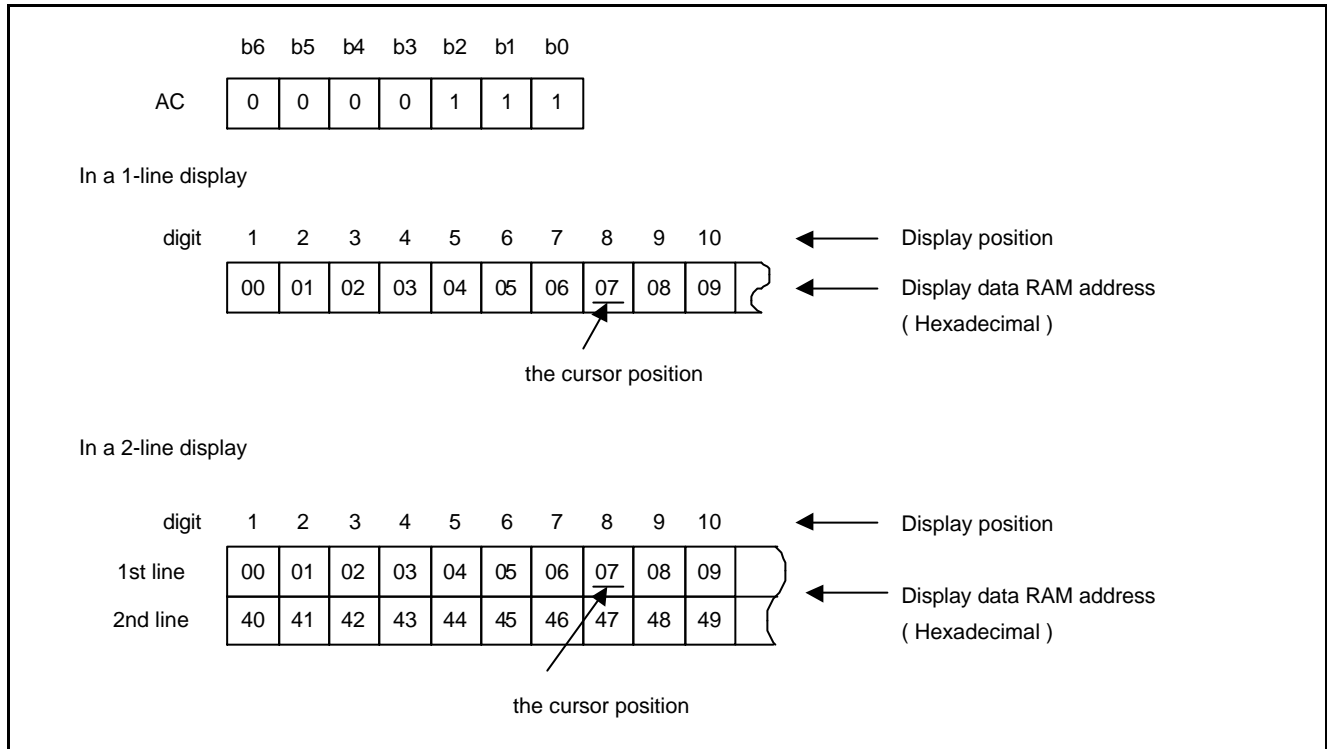 b6 b5 b4 b3 b2 b1 b0
AC 0 0 0 0 1 1 1
In a 1-line display
digit 1 2 3 4 5 6 7 8 9 10 Display position
00 01 02 03 04 05 06 07 08 09 Display data RAM address
( Hexadecimal )
the cursor position
In a 2-line display
digit 1 2 3 4 5 6 7 8 9 10 Display position
1st line 00 01 02 03 04 05 06 07 08 09
Display data RAM address
2nd line 40 41 42 43 44 45 46 47 48 49
( Hexadecimal )
the cursor position